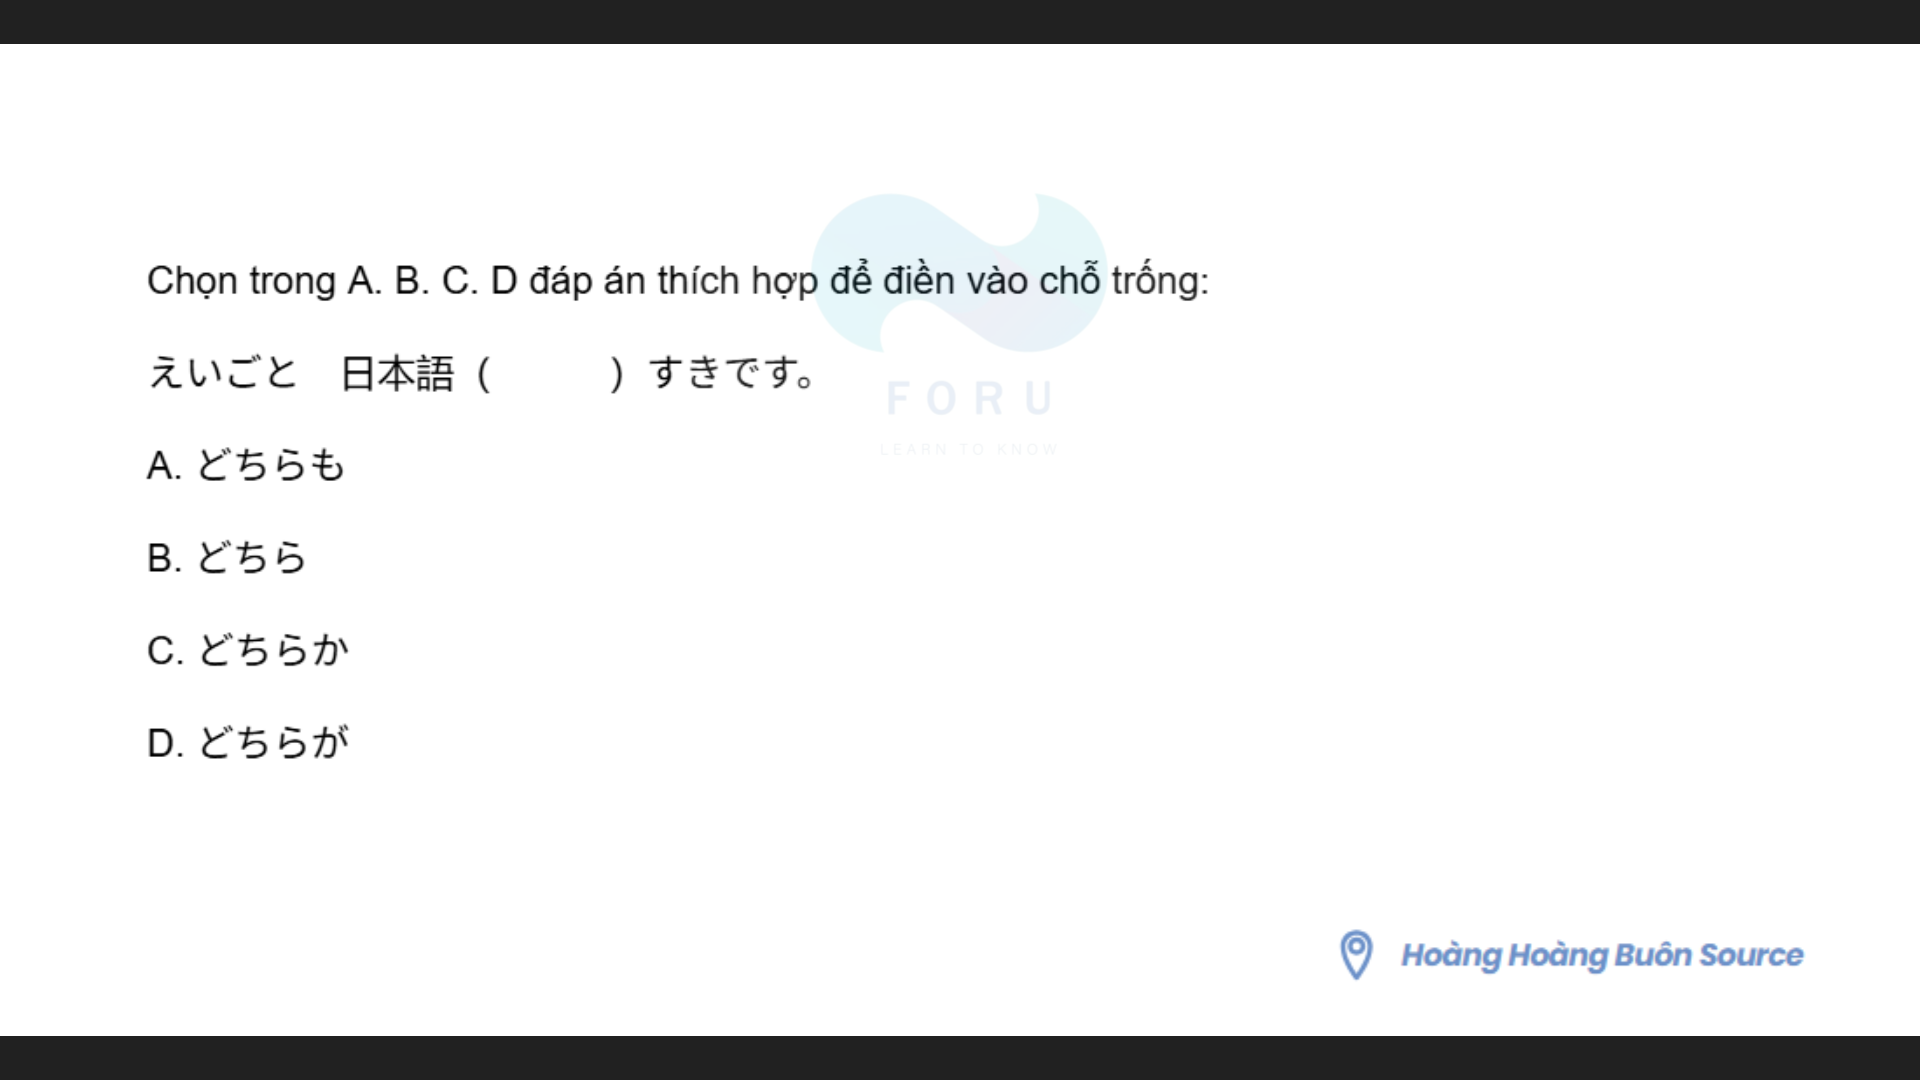 Chọn trong A. B. C. D đáp án thích hợp để điền vào chỗ trống:
えいごと　日本語（　　　）すきです。
FORU
LEARN TO KNOW
A. どちらも
B. どちら
C. どちらか
D. どちらが
Hoàng Hoàng Buôn Source